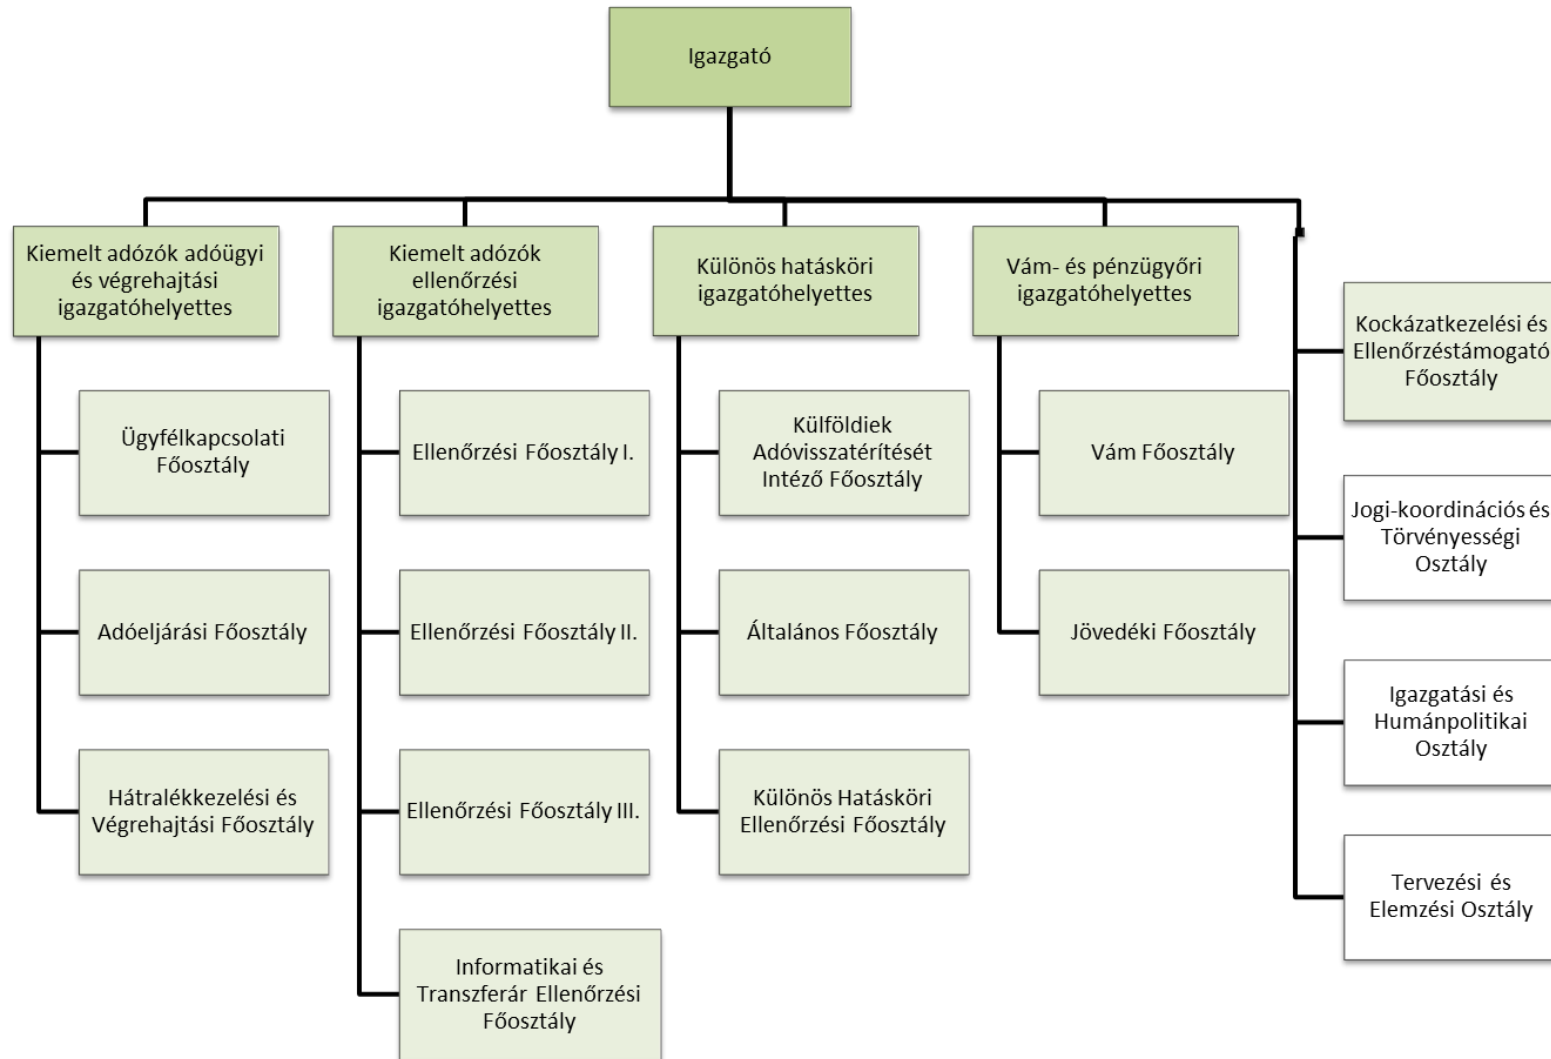 Igazgató
Kiemelt adózók adóügyi
és végrehajtási
igazgatóhelyettes
Ügyfélkapcsolati
Főosztály
Adóeljárási Főosztály
Hátralékkezelési és
Végrehajtási Főosztály
Kiemelt adózók
ellenőrzési
igazgatóhelyettes
Ellenőrzési Főosztály I.
Ellenőrzési Főosztály II.
Ellenőrzési Főosztály III.
Informatikai és
Transzferár Ellenőrzési
Főosztály
Különös hatásköri
igazgatóhelyettes
Külföldiek
Adóvisszatérítését
Intéző Főosztály
Általános Főosztály
Különös Hatásköri
Ellenőrzési Főosztály
Vám- és pénzügyőri
igazgatóhelyettes
Vám Főosztály
Jövedéki Főosztály
Kockázatkezelési és
Ellenőrzéstámogató
Főosztály
Jogi-koordinációs és
Törvényességi
Osztály
Igazgatási és
Humánpolitikai
Osztály
Tervezési és
Elemzési Osztály